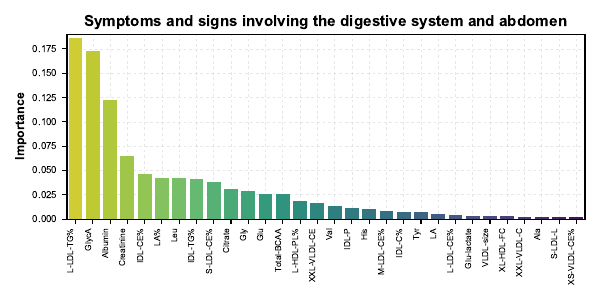 Symptoms and signs involving the digestive system and abdomen
Importance
0.175
0.150
0.125
0.100
0.075
0.050
0.025
0.000
L-LDL-TG%
GlycA
Albumin
Creatinine
IDL-CE%
LA%
Leu
IDL-TG%
S-LDL-CE%
Citrate
Gly
Glu
Total-BCAA
L-HDL-PL%
XXL-VLDL-CE
Val
IDL-P
His
M-LDL-CE%
IDL-C%
Tyr
LA
L-LDL-CE%
Glu-lactate
VLDL-size
XL-HDL-FC
XXL-VLDL-C
Ala
S-LDL-L
XS-VLDL-CE%